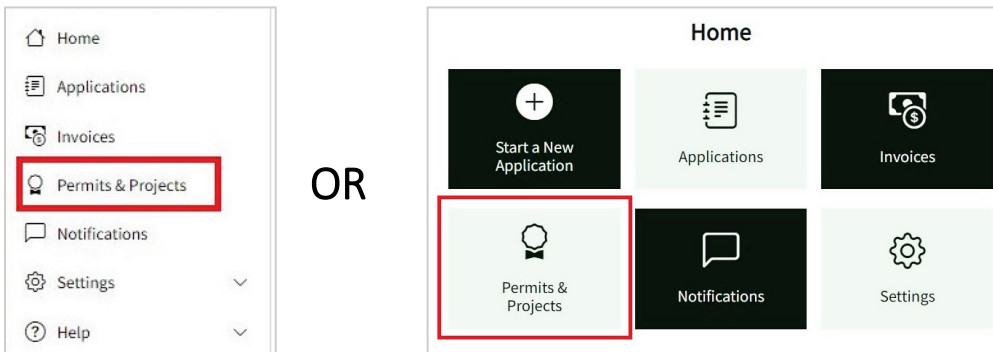 Home
Applications
Invoices
Permits & Projects
Notifications
Settings
Help
OR
Home
Start a New
Application
Applications
Invoices
Permits &
Projects
Notifications
Settings